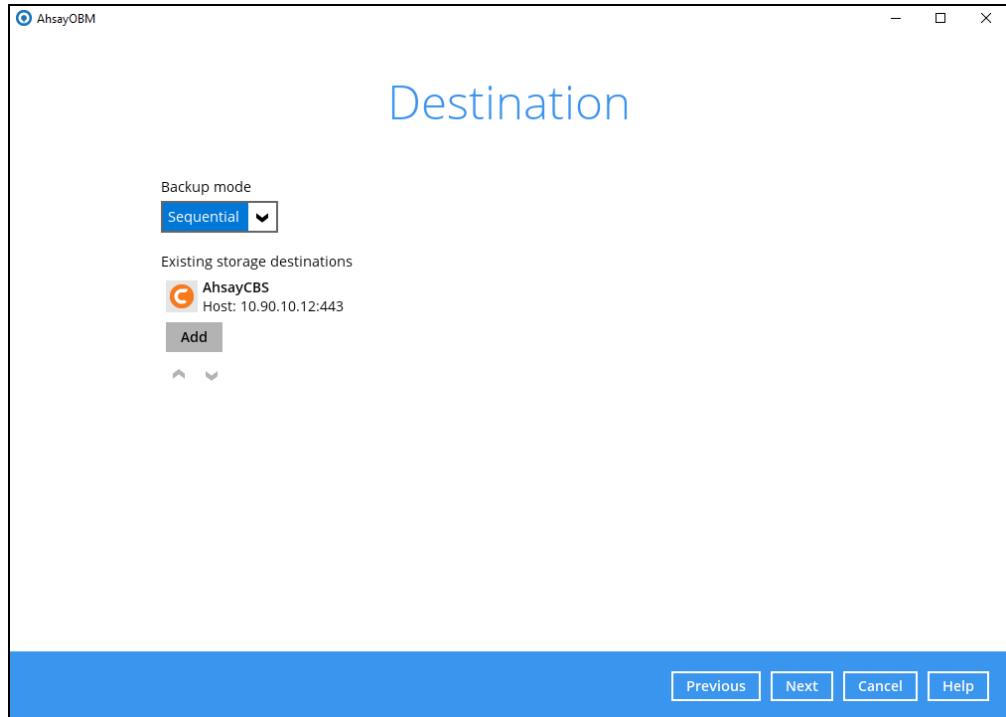 AhsayOBM
Destination
Backup mode
Sequential
Existing storage destinations
AhsayCBS
Host: 10.90.10.12:443
Add
Previous Next Cancel Help